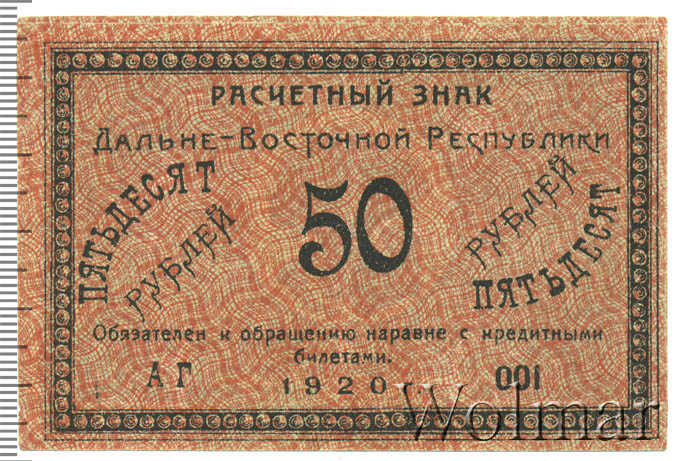 РАСЧЕТНЫЙ ЗНАК
ДАЛЬНЕ-ВОСТОЧНОЙ РЕСПУБЛИКИ
ПЯТЬДЕСЯТ
РУБЛЕЙ
50
РУБЛЕЙ
ПЯТЬДЕСЯТ
Обязателен к обращению наравне с кредитными
билетами.
АГ
1920
001
Wolmar